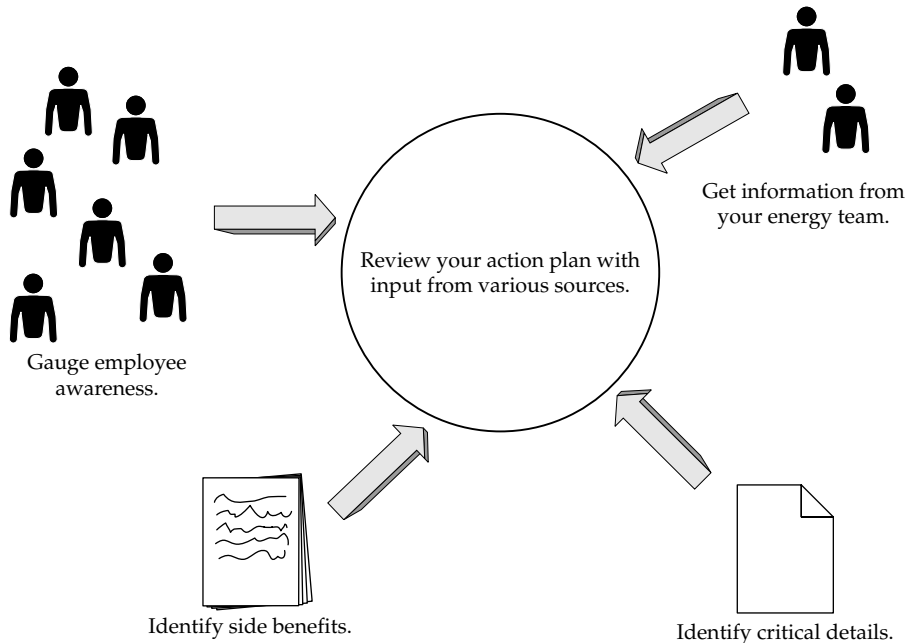 Get information from
your energy team.
Review your action plan with
input from various sources.
Gauge employee
awareness.
Identify side benefits.
Identify critical details.